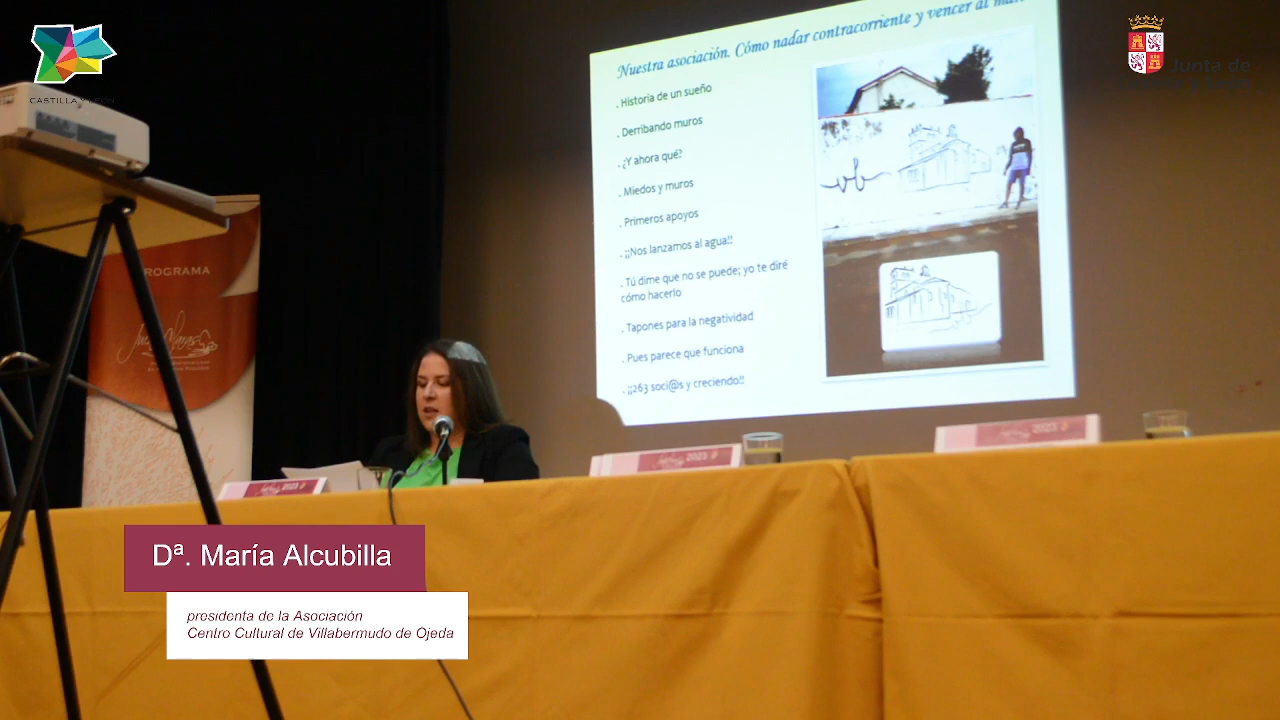 CASTILLA Y LEÓN
Junta de
Nuestra asociación. Cómo nadar contracorriente y vencer al
. Historia de un sueño
. Derribando muros
. ¿Y ahora qué?
. Miedos y muros
. Primeros apoyos
. ¡¡Nos lanzamos al agua!!
. Tú dime que no se puede; yo te diré
cómo hacerlo
. Tapones para la negatividad
. Pues parece que funciona
. ¡¡263 soci@s y creciendo!!
PROGRAMA
2023
2023
2023
Dª. María Alcubilla
presidenta de la Asociación
Centro Cultural de Villabermudo de Ojeda